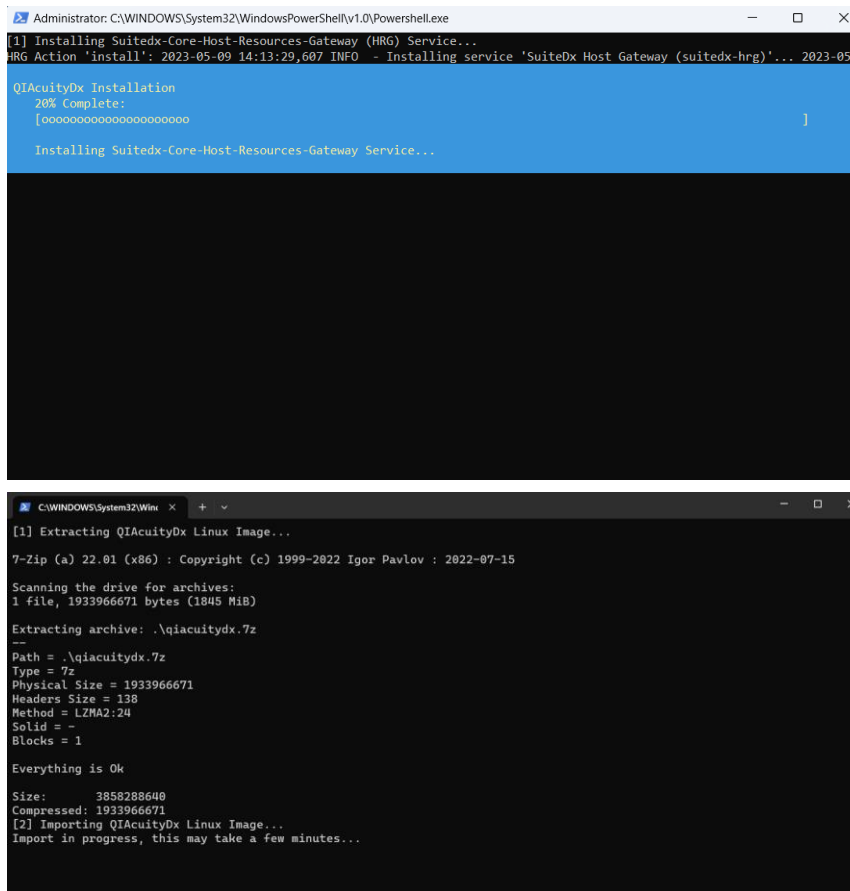 Administrator: C:\WINDOWS\System32\WindowsPowerShell\v1.0\Powershell.exe
[1] Installing Suitedx-Core-Host-Resources-Gateway (HRG) Service...
HRG Action 'install': 2023-05-09 14:13:29,607 INFO  - Installing service 'SuiteDx Host Gateway (suitedx-hrg)'... 2023-05
QIAcuityDx Installation
20% Complete:
[ooooooooooooooooooooo ]
Installing Suitedx-Core-Host-Resources-Gateway Service...
C:\WINDOWS\System32\Winc
[1] Extracting QIAcuityDx Linux Image...
7-Zip (a) 22.01 (x86) : Copyright (c) 1999-2022 Igor Pavlov : 2022-07-15
Scanning the drive for archives:
1 file, 1933966671 bytes (1845 MiB)
Extracting archive: .\qiacuitydx.7z
--
Path = .\qiacuitydx.7z
Type = 7z
Physical Size = 1933966671
Headers Size = 138
Method = LZMA2:24
Solid = -
Blocks = 1
Everything is Ok
Size:       3858288640
Compressed: 1933966671
[2] Importing QIAcuityDx Linux Image...
Import in progress, this may take a few minutes...